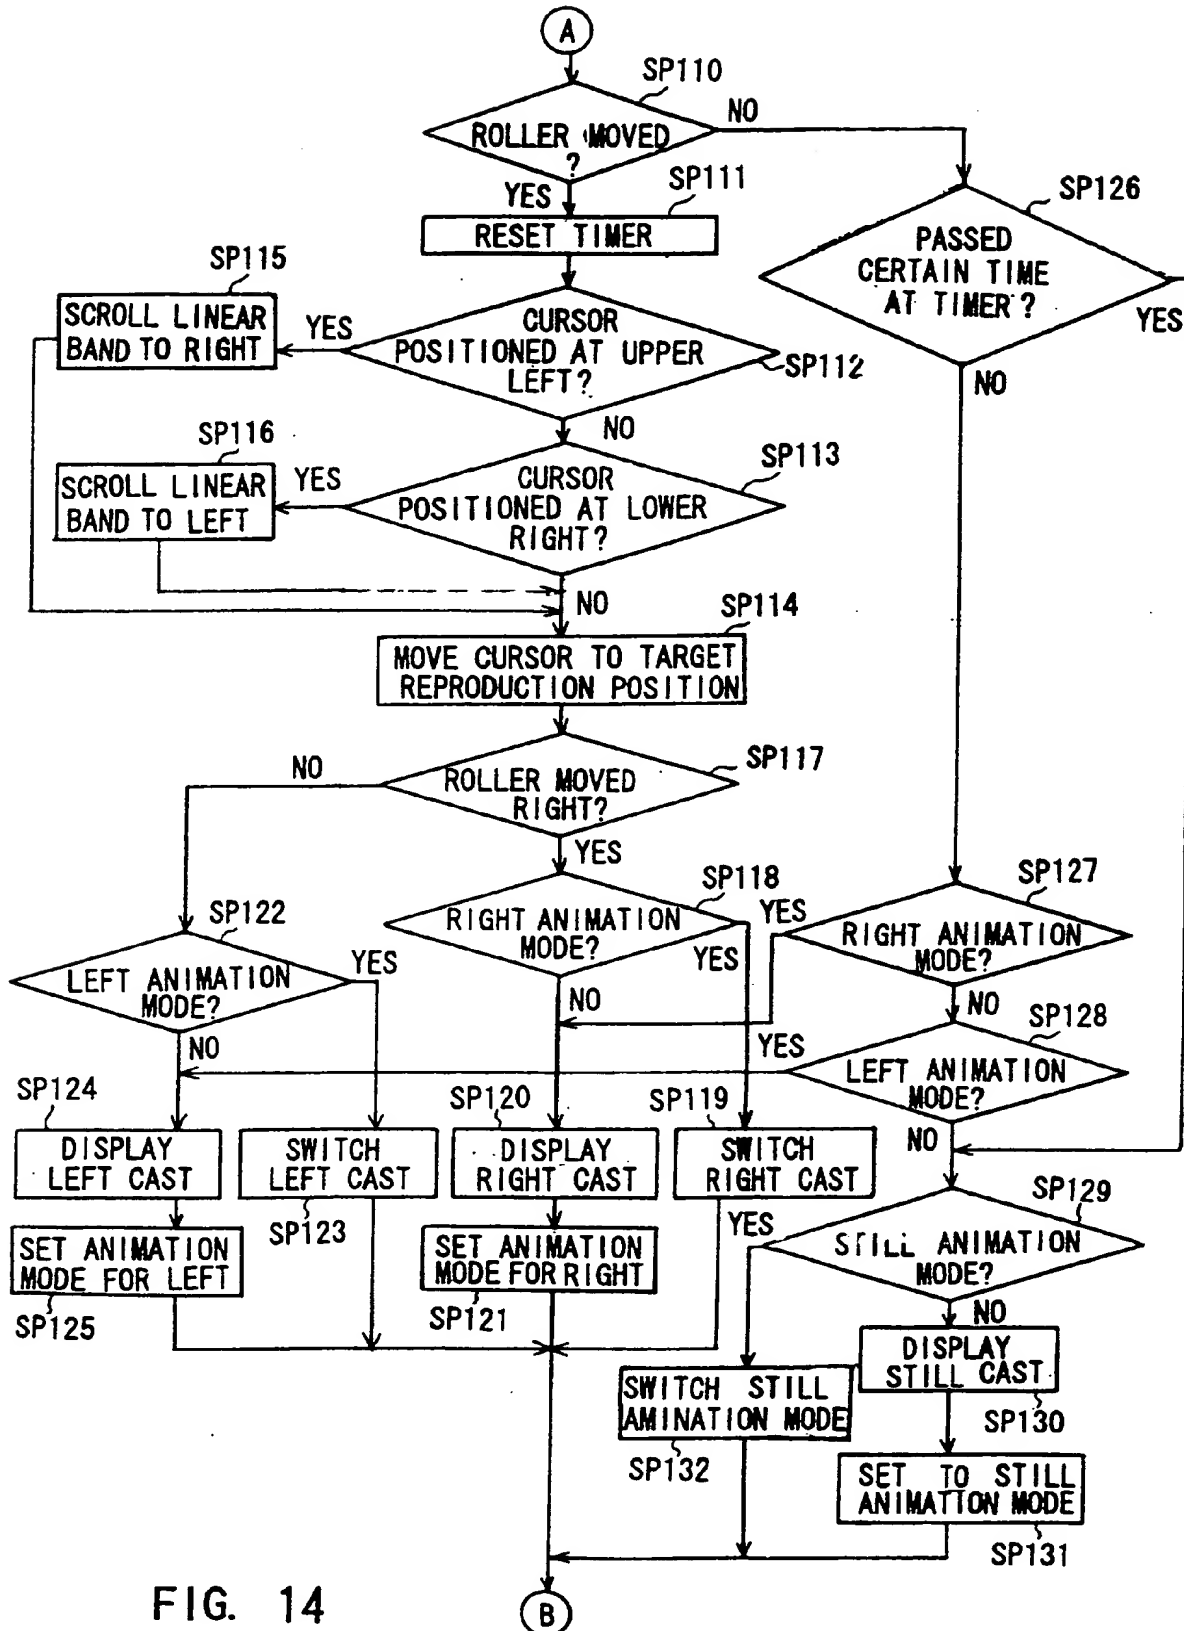 A
SP110
ROLLER MOVED
?
NO
YES
SP111
RESET TIMER
SP126
PASSED
CERTAIN TIME
AT TIMER?
YES
NO
SP115
SCROLL LINEAR
BAND TO RIGHT
YES
CURSOR
POSITIONED AT UPPER
LEFT?
SP112
NO
SP116
SCROLL LINEAR
BAND TO LEFT
YES
CURSOR
POSITIONED AT LOWER
RIGHT?
SP113
NO
SP114
MOVE CURSOR TO TARGET
REPRODUCTION POSITION
NO
ROLLER MOVED
RIGHT?
SP117
YES
SP118
RIGHT ANIMATION
MODE?
YES
NO
SP127
YES
RIGHT ANIMATION
MODE?
NO
SP122
LEFT ANIMATION
MODE?
YES
NO
SP128
YES
LEFT ANIMATION
MODE?
NO
SP124
DISPLAY
LEFT CAST
SWITCH
LEFT CAST
SP123
SP120
DISPLAY
RIGHT CAST
SP119
SWITCH
RIGHT CAST
SET ANIMATION
MODE FOR LEFT
SP125
SET ANIMATION
MODE FOR RIGHT
SP121
SP129
YES
STILL ANIMATION
MODE?
NO
DISPLAY
STILL CAST
SP130
SWITCH STILL
AMINATION MODE
SP132
SET TO STILL
ANIMATION MODE
SP131
FIG. 14
B